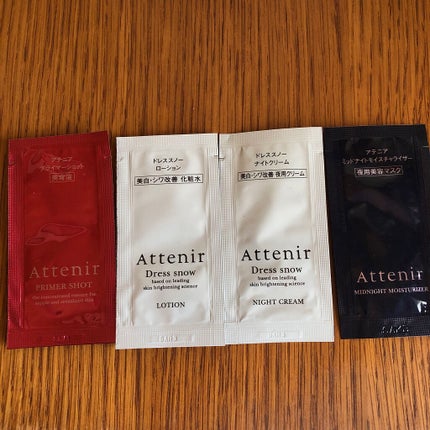 アテニア
プライマーショット
美容液
Attenir
PRIMER SHOT
ドレススノー
ローション
美白・シワ改善 化粧水
Attenir
Dress snow
based on leading
skin brightening science
LOTION
ドレススノー
ナイトクリーム
美白・シワ改善 夜用クリーム
Attenir
Dress snow
based on leading
skin brightening science
NIGHT CREAM
アテニア
ミッドナイトモイスチャライザー
夜用美容マスク
Attenir
MIDNIGHT MOISTURIZER